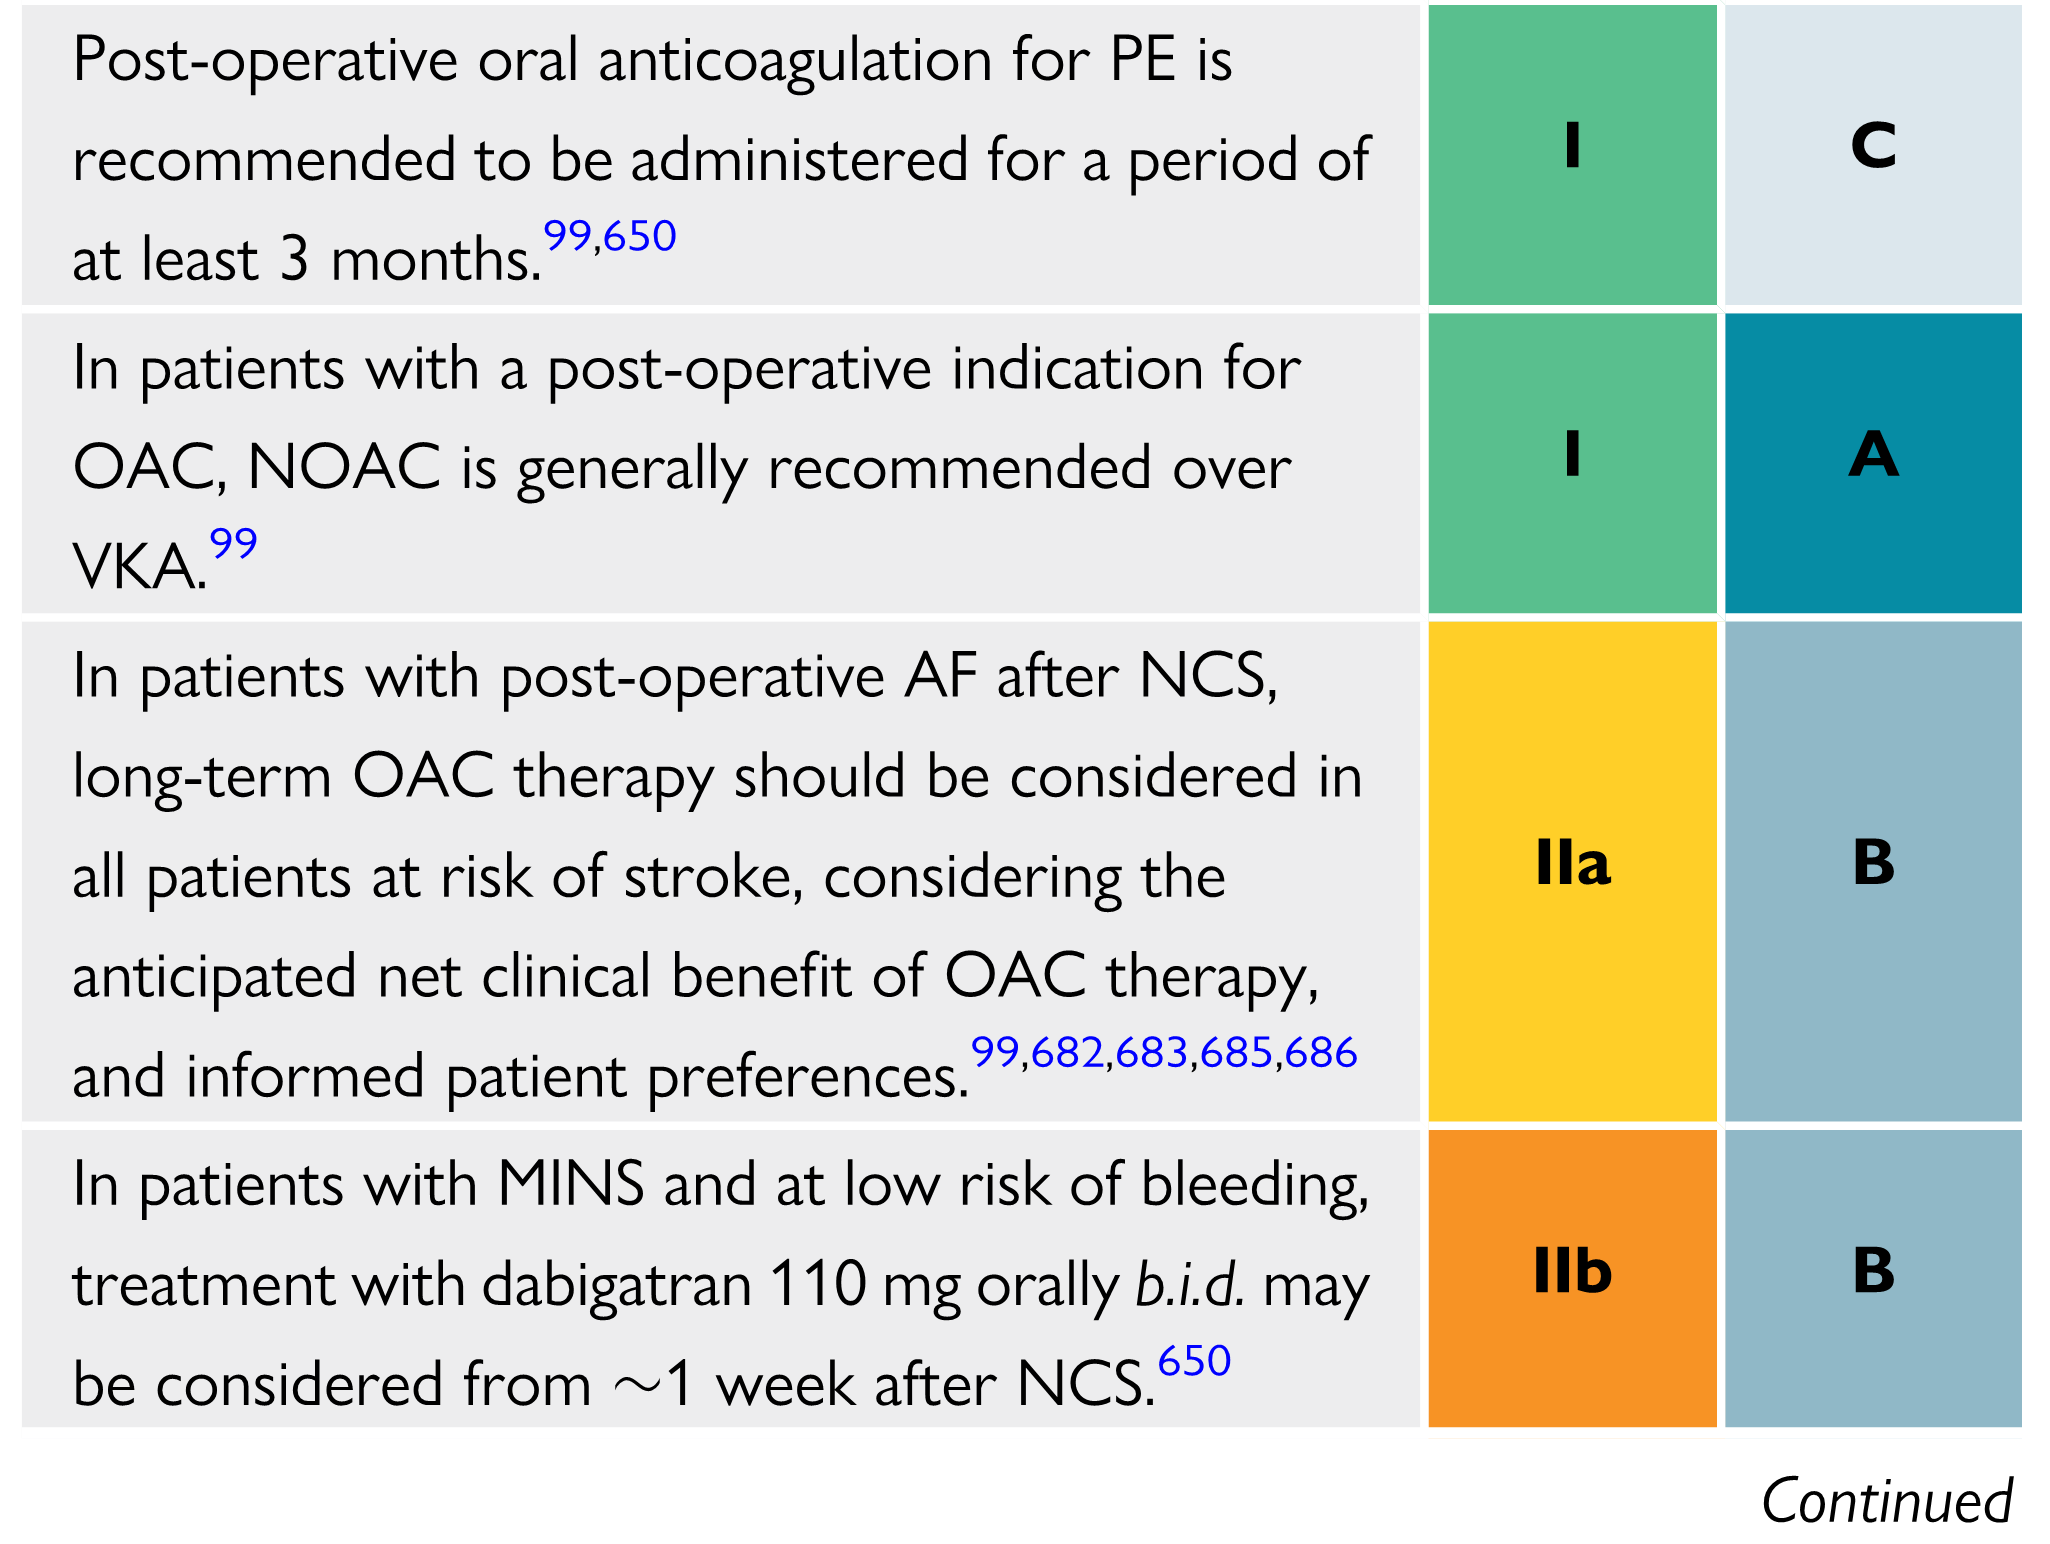 Post-operative oral anticoagulation for PE is
recommended to be administered for a period of
at least 3 months.99,650
I
C
In patients with a post-operative indication for
OAC, NOAC is generally recommended over
VKA.99
I
A
In patients with post-operative AF after NCS,
long-term OAC therapy should be considered in
all patients at risk of stroke, considering the
anticipated net clinical benefit of OAC therapy,
and informed patient preferences.99,682,683,685,686
IIa
B
In patients with MINS and at low risk of bleeding,
treatment with dabigatran 110 mg orally b.i.d. may
be considered from ~1 week after NCS.650
IIb
B
Continued